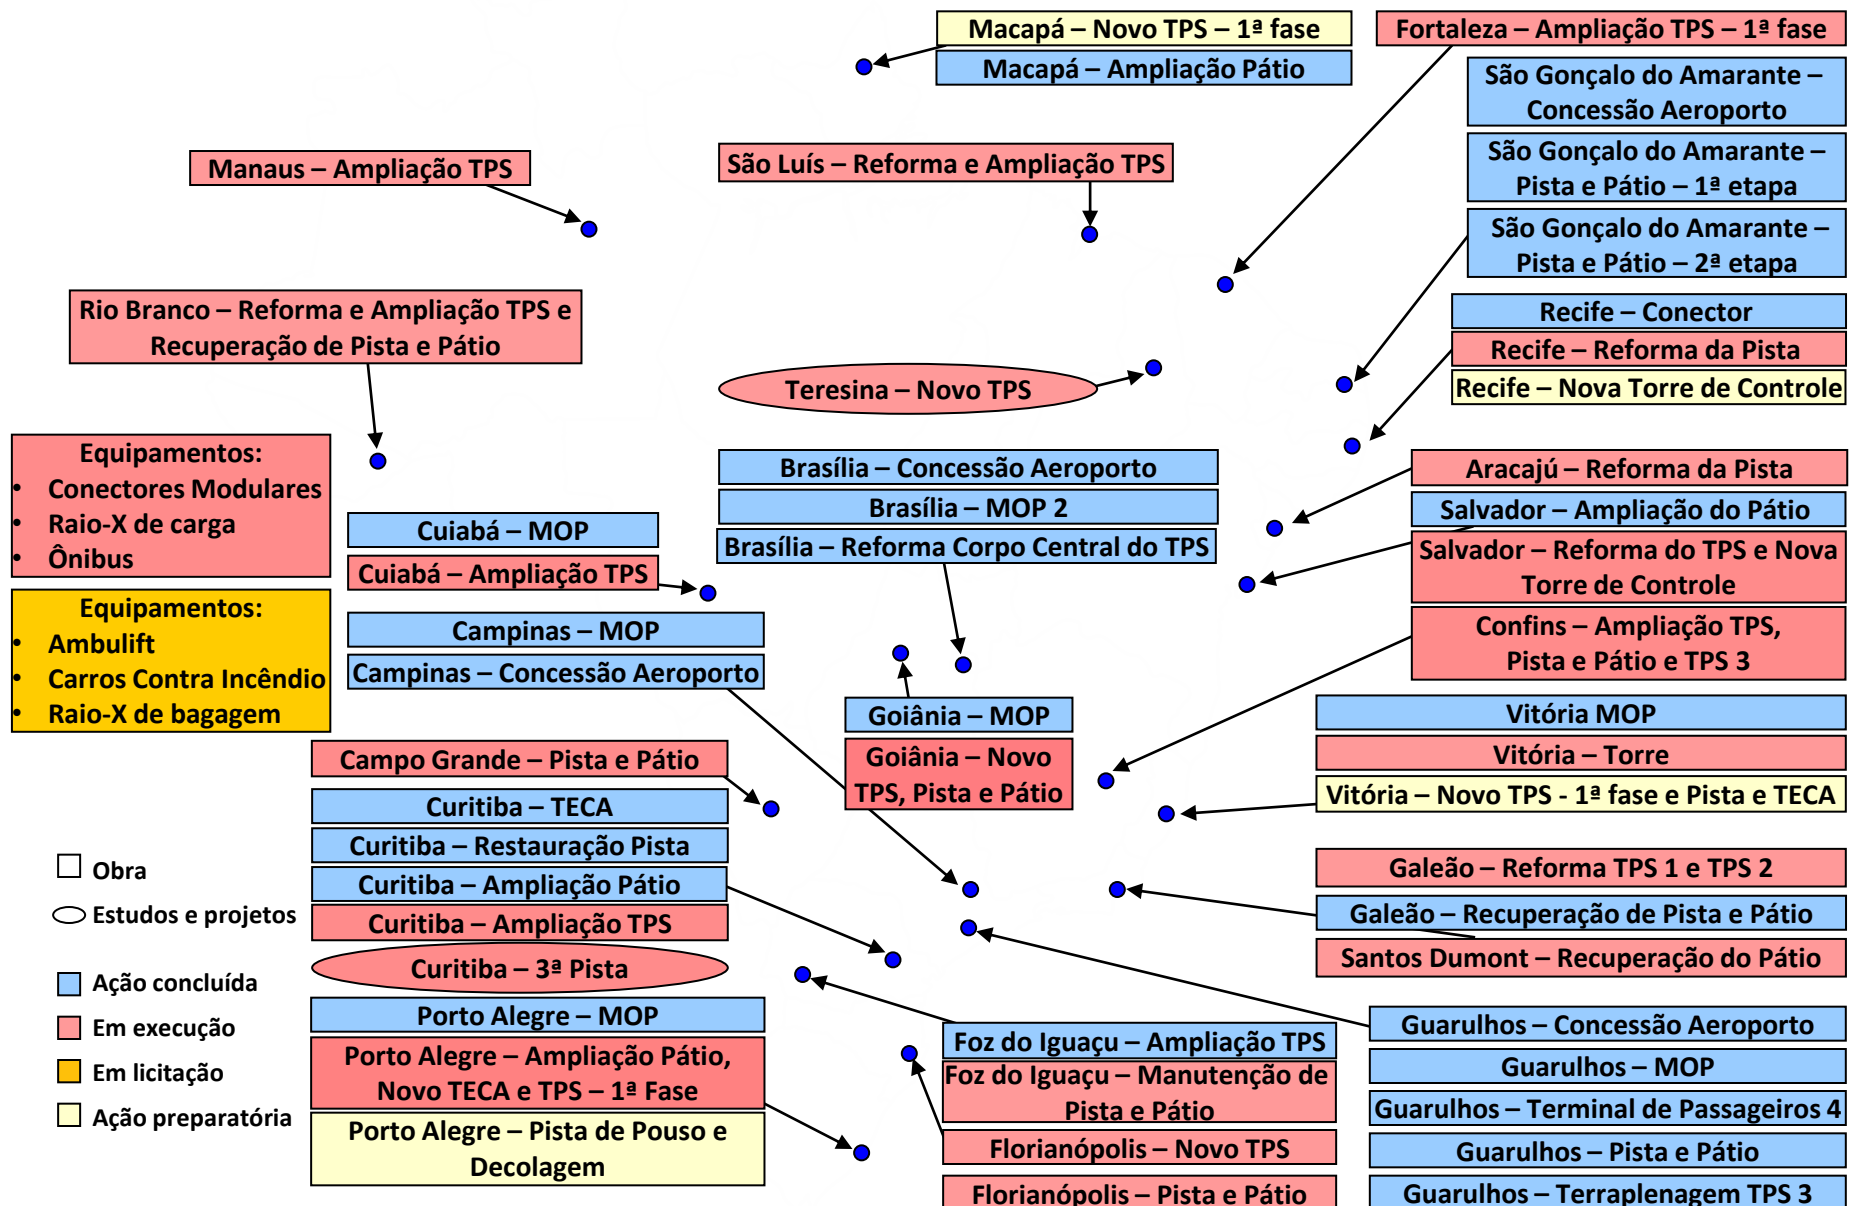 Macapá – Novo TPS – 1ª fase
Macapá – Ampliação Pátio
Fortaleza – Ampliação TPS – 1ª fase
São Gonçalo do Amarante –
Concessão Aeroporto
São Gonçalo do Amarante –
Pista e Pátio – 1ª etapa
São Gonçalo do Amarante –
Pista e Pátio – 2ª etapa
Manaus – Ampliação TPS
São Luís – Reforma e Ampliação TPS
Rio Branco – Reforma e Ampliação TPS e
Recuperação de Pista e Pátio
Recife – Conector
Recife – Reforma da Pista
Recife – Nova Torre de Controle
Teresina – Novo TPS
Equipamentos:
• Conectores Modulares
• Raio-X de carga
• Ônibus
Equipamentos:
• Ambulift
• Carros Contra Incêndio
• Raio-X de bagagem
Brasília – Concessão Aeroporto
Brasília – MOP 2
Brasília – Reforma Corpo Central do TPS
Aracajú – Reforma da Pista
Salvador – Ampliação do Pátio
Salvador – Reforma do TPS e Nova
Torre de Controle
Confins – Ampliação TPS,
Pista e Pátio e TPS 3
Cuiabá – MOP
Cuiabá – Ampliação TPS
Campinas – MOP
Campinas – Concessão Aeroporto
Goiânia – MOP
Goiânia – Novo
TPS, Pista e Pátio
Vitória MOP
Vitória – Torre
Vitória – Novo TPS - 1ª fase e Pista e TECA
Campo Grande – Pista e Pátio
Curitiba – TECA
Curitiba – Restauração Pista
Curitiba – Ampliação Pátio
Curitiba – Ampliação TPS
Curitiba – 3ª Pista
Galeão – Reforma TPS 1 e TPS 2
Galeão – Recuperação de Pista e Pátio
Santos Dumont – Recuperação do Pátio
Obra
Estudos e projetos
Ação concluída
Em execução
Em licitação
Ação preparatória
Porto Alegre – MOP
Porto Alegre – Ampliação Pátio,
Novo TECA e TPS – 1ª Fase
Porto Alegre – Pista de Pouso e
Decolagem
Foz do Iguaçu – Ampliação TPS
Foz do Iguaçu – Manutenção de
Pista e Pátio
Florianópolis – Novo TPS
Florianópolis – Pista e Pátio
Guarulhos – Concessão Aeroporto
Guarulhos – MOP
Guarulhos – Terminal de Passageiros 4
Guarulhos – Pista e Pátio
Guarulhos – Terraplenagem TPS 3